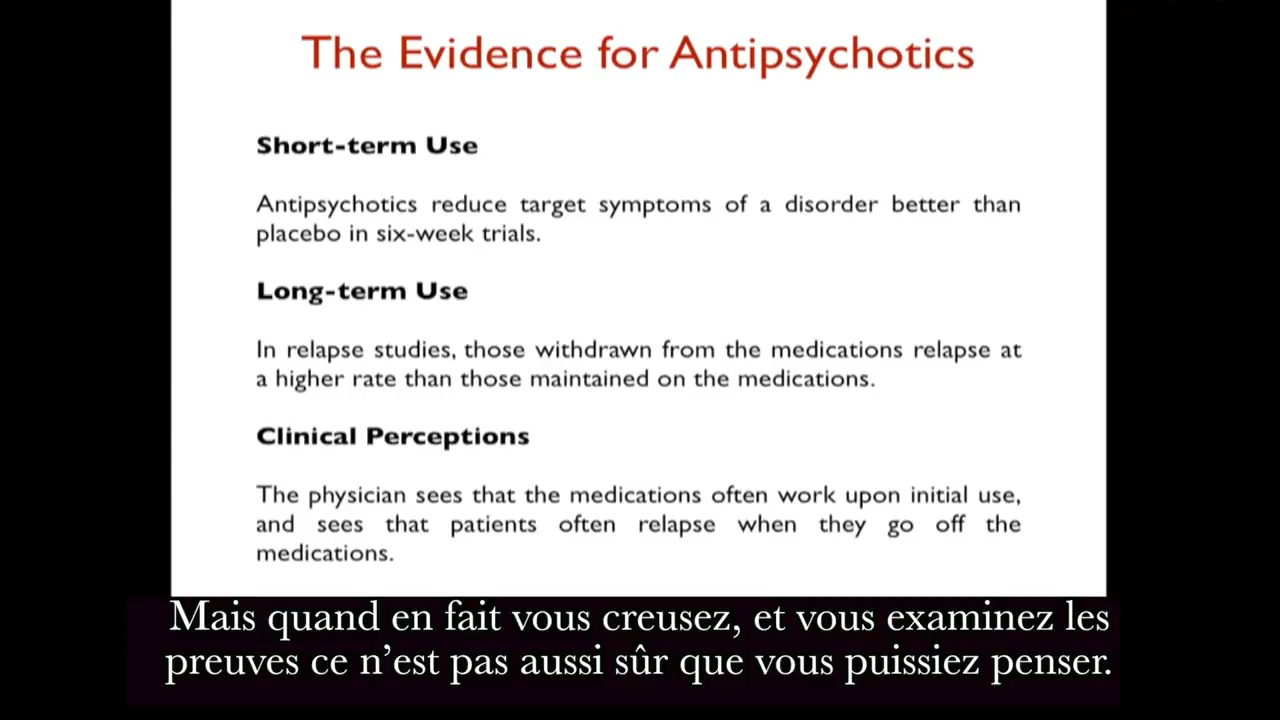 The Evidence for Antipsychotics
Short-term Use
Antipsychotics reduce target symptoms of a disorder better than
placebo in six-week trials.
Long-term Use
In relapse studies, those withdrawn from the medications relapse at
a higher rate than those maintained on the medications.
Clinical Perceptions
The physician sees that the medications often work upon initial use,
and sees that patients often relapse when they go off the
medications.
Mais quand en fait vous creusez, et vous examinez les
preuves ce n’est pas aussi sûr que vous puissiez penser.